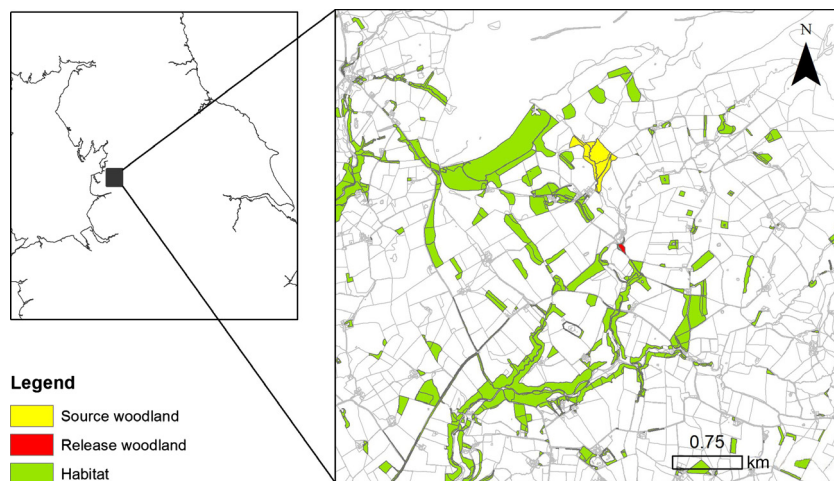 N
Legend
Source woodland
Release woodland
Habitat
0.75
km